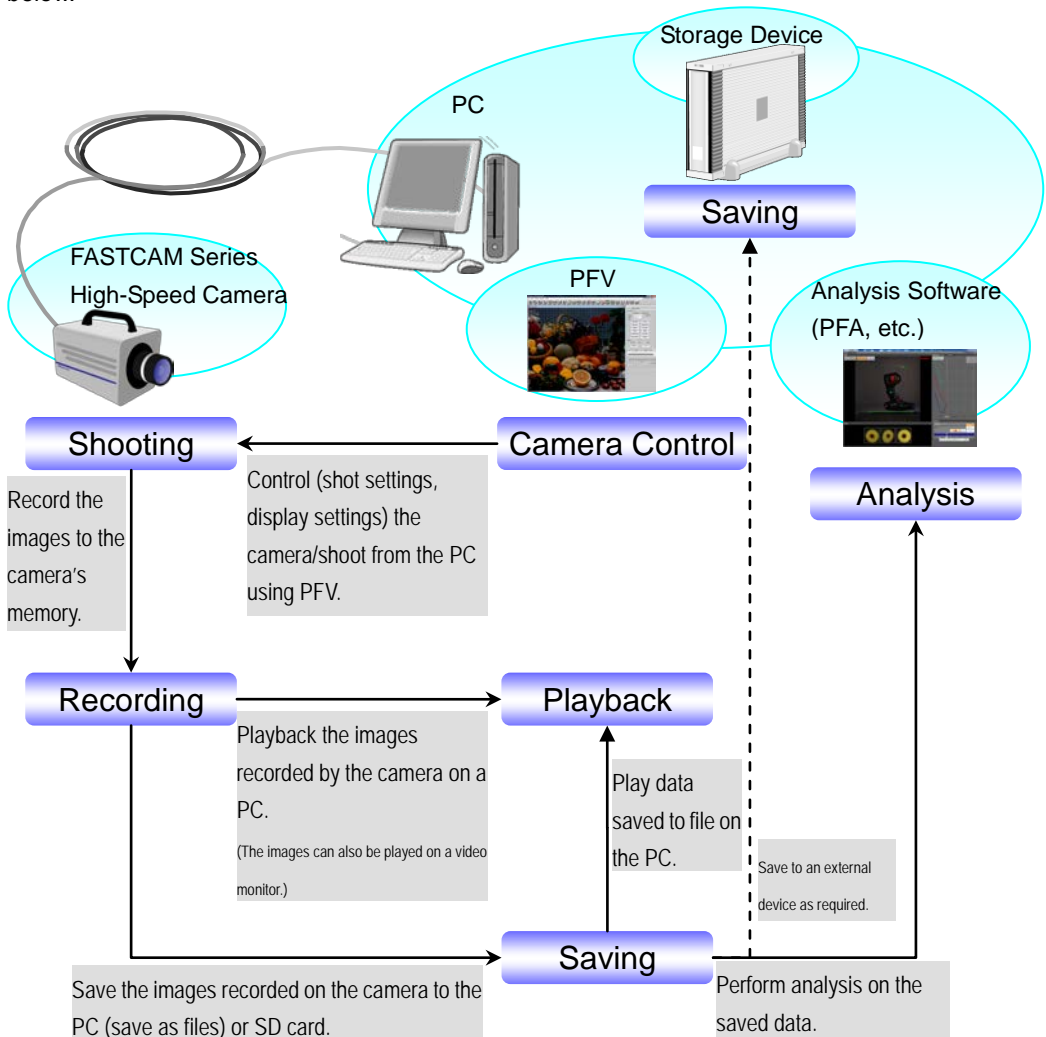 Storage Device
PC
Saving
FASTCAM Series
High-Speed Camera
PFV
Analysis Software
(PFA, etc.)
Shooting
Camera Control
Analysis
Record the
images to the
camera's
memory.
Control (shot settings,
display settings) the
camera/shoot from the PC
using PFV.
Recording
Playback
Playback the images
recorded by the camera on a
PC.
(The images can also be played on a video
monitor.)
Play data
saved to file on
the PC.
Save to an external
device as required.
Saving
Save the images recorded on the camera to the
PC (save as files) or SD card.
Perform analysis on the
saved data.